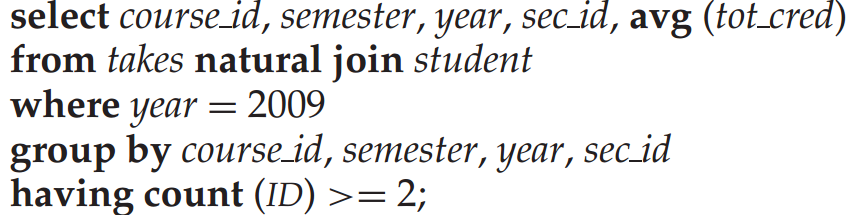 select course_id, semester, year, sec_id, avg (tot_cred)
from takes natural join student
where year = 2009
group by course_id, semester, year, sec_id
having count (ID) >= 2;